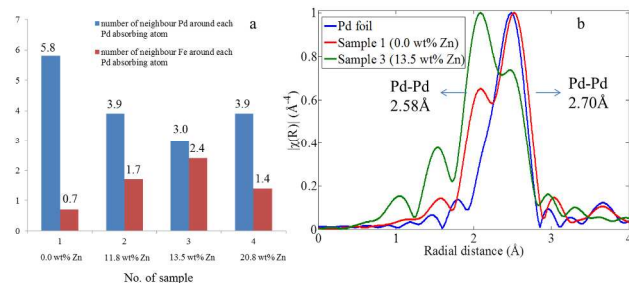 number of neighbour Pd around each
Pd absorbing atom
number of neighbour Fe around each
Pd absorbing atom
a
7
6
5
4
3
2
1
0
5.8
0.7
3.9
1.7
3.0
2.4
3.9
1.4
1 2 3 4
0.0 wt% Zn 11.8 wt% Zn 13.5 wt% Zn 20.8 wt% Zn
No. of sample
b
Pd foil
Sample 1 (0.0 wt% Zn)
Sample 3 (13.5 wt% Zn)
Pd-Pd
2.58Å
Pd-Pd
2.70Å
|χ(R)| (Å⁻⁴)
1
0.8
0.6
0.4
0.2
0
0 1 2 3 4
Radial distance (Å)